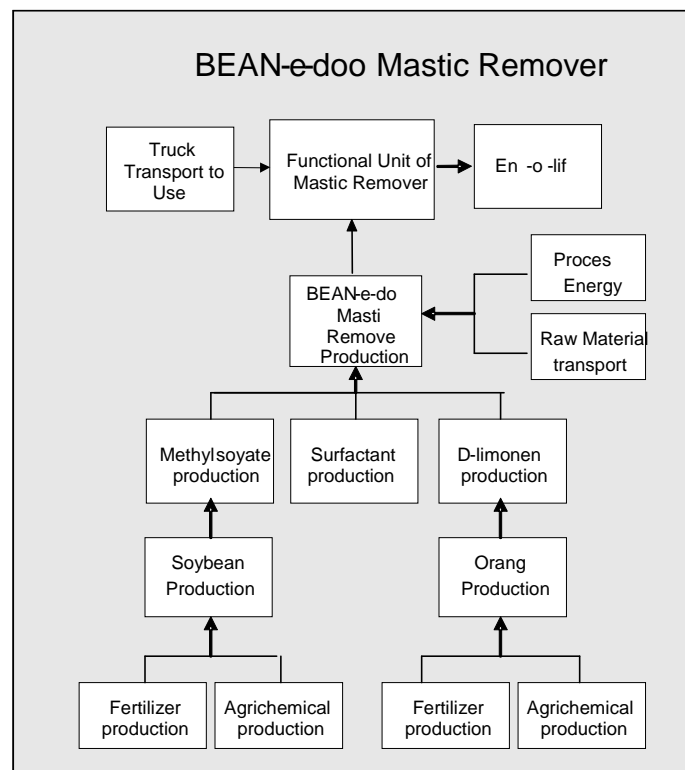 BEAN-e-doo Mastic Remover
Truck
Transport to
Use
Functional Unit of
Mastic Remover
En -o -lif
BEAN-e-do
Masti
Remove
Production
Proces
Energy
Raw Material
transport
Methylsoyate
production
Surfactant
production
D-limonen
production
Soybean
Production
Orang
Production
Fertilizer
production
Agrichemical
production
Fertilizer
production
Agrichemical
production